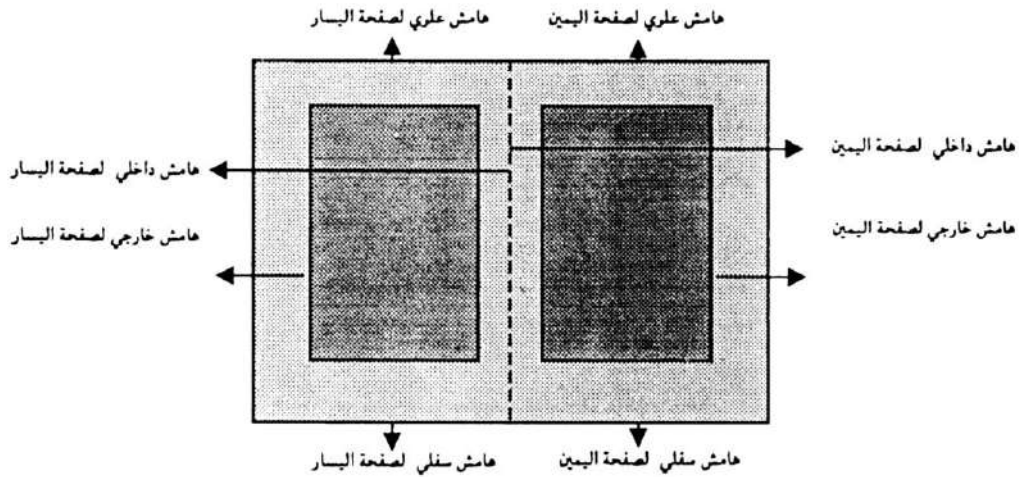 هامش علوي لصفحة اليمين
هامش علوي لصفحة اليسار
هامش داخلي لصفحة اليمين
هامش داخلي لصفحة اليسار
هامش خارجي لصفحة اليمين
هامش خارجي لصفحة اليسار
هامش سفلي لصفحة اليمين
هامش سفلي لصفحة اليسار